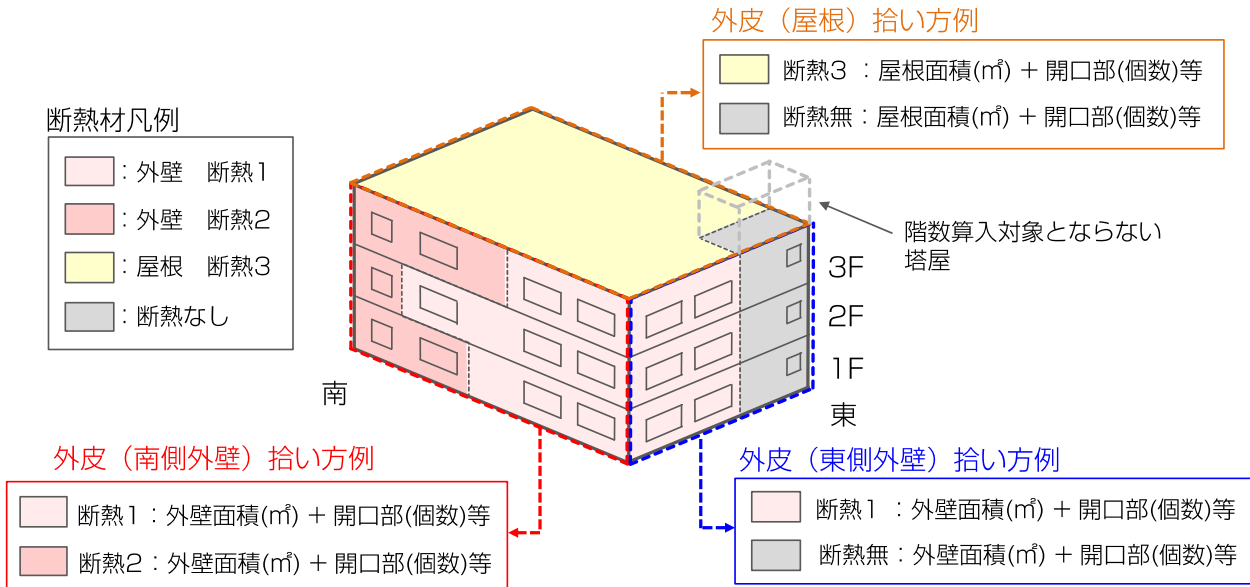 外皮（屋根）拾い方例
断熱3 ：屋根面積(㎡) + 開口部(個数)等
断熱無：屋根面積(㎡) + 開口部(個数)等
断熱材凡例
：外壁　断熱1
：外壁　断熱2
：屋根　断熱3
：断熱なし
階数算入対象とならない
塔屋
3F
2F
1F
南
東
外皮（南側外壁）拾い方例
断熱1：外壁面積(㎡) + 開口部(個数)等
断熱2：外壁面積(㎡) + 開口部(個数)等
外皮（東側外壁）拾い方例
断熱1 ：外壁面積(㎡) + 開口部(個数)等
断熱無：外壁面積(㎡) + 開口部(個数)等